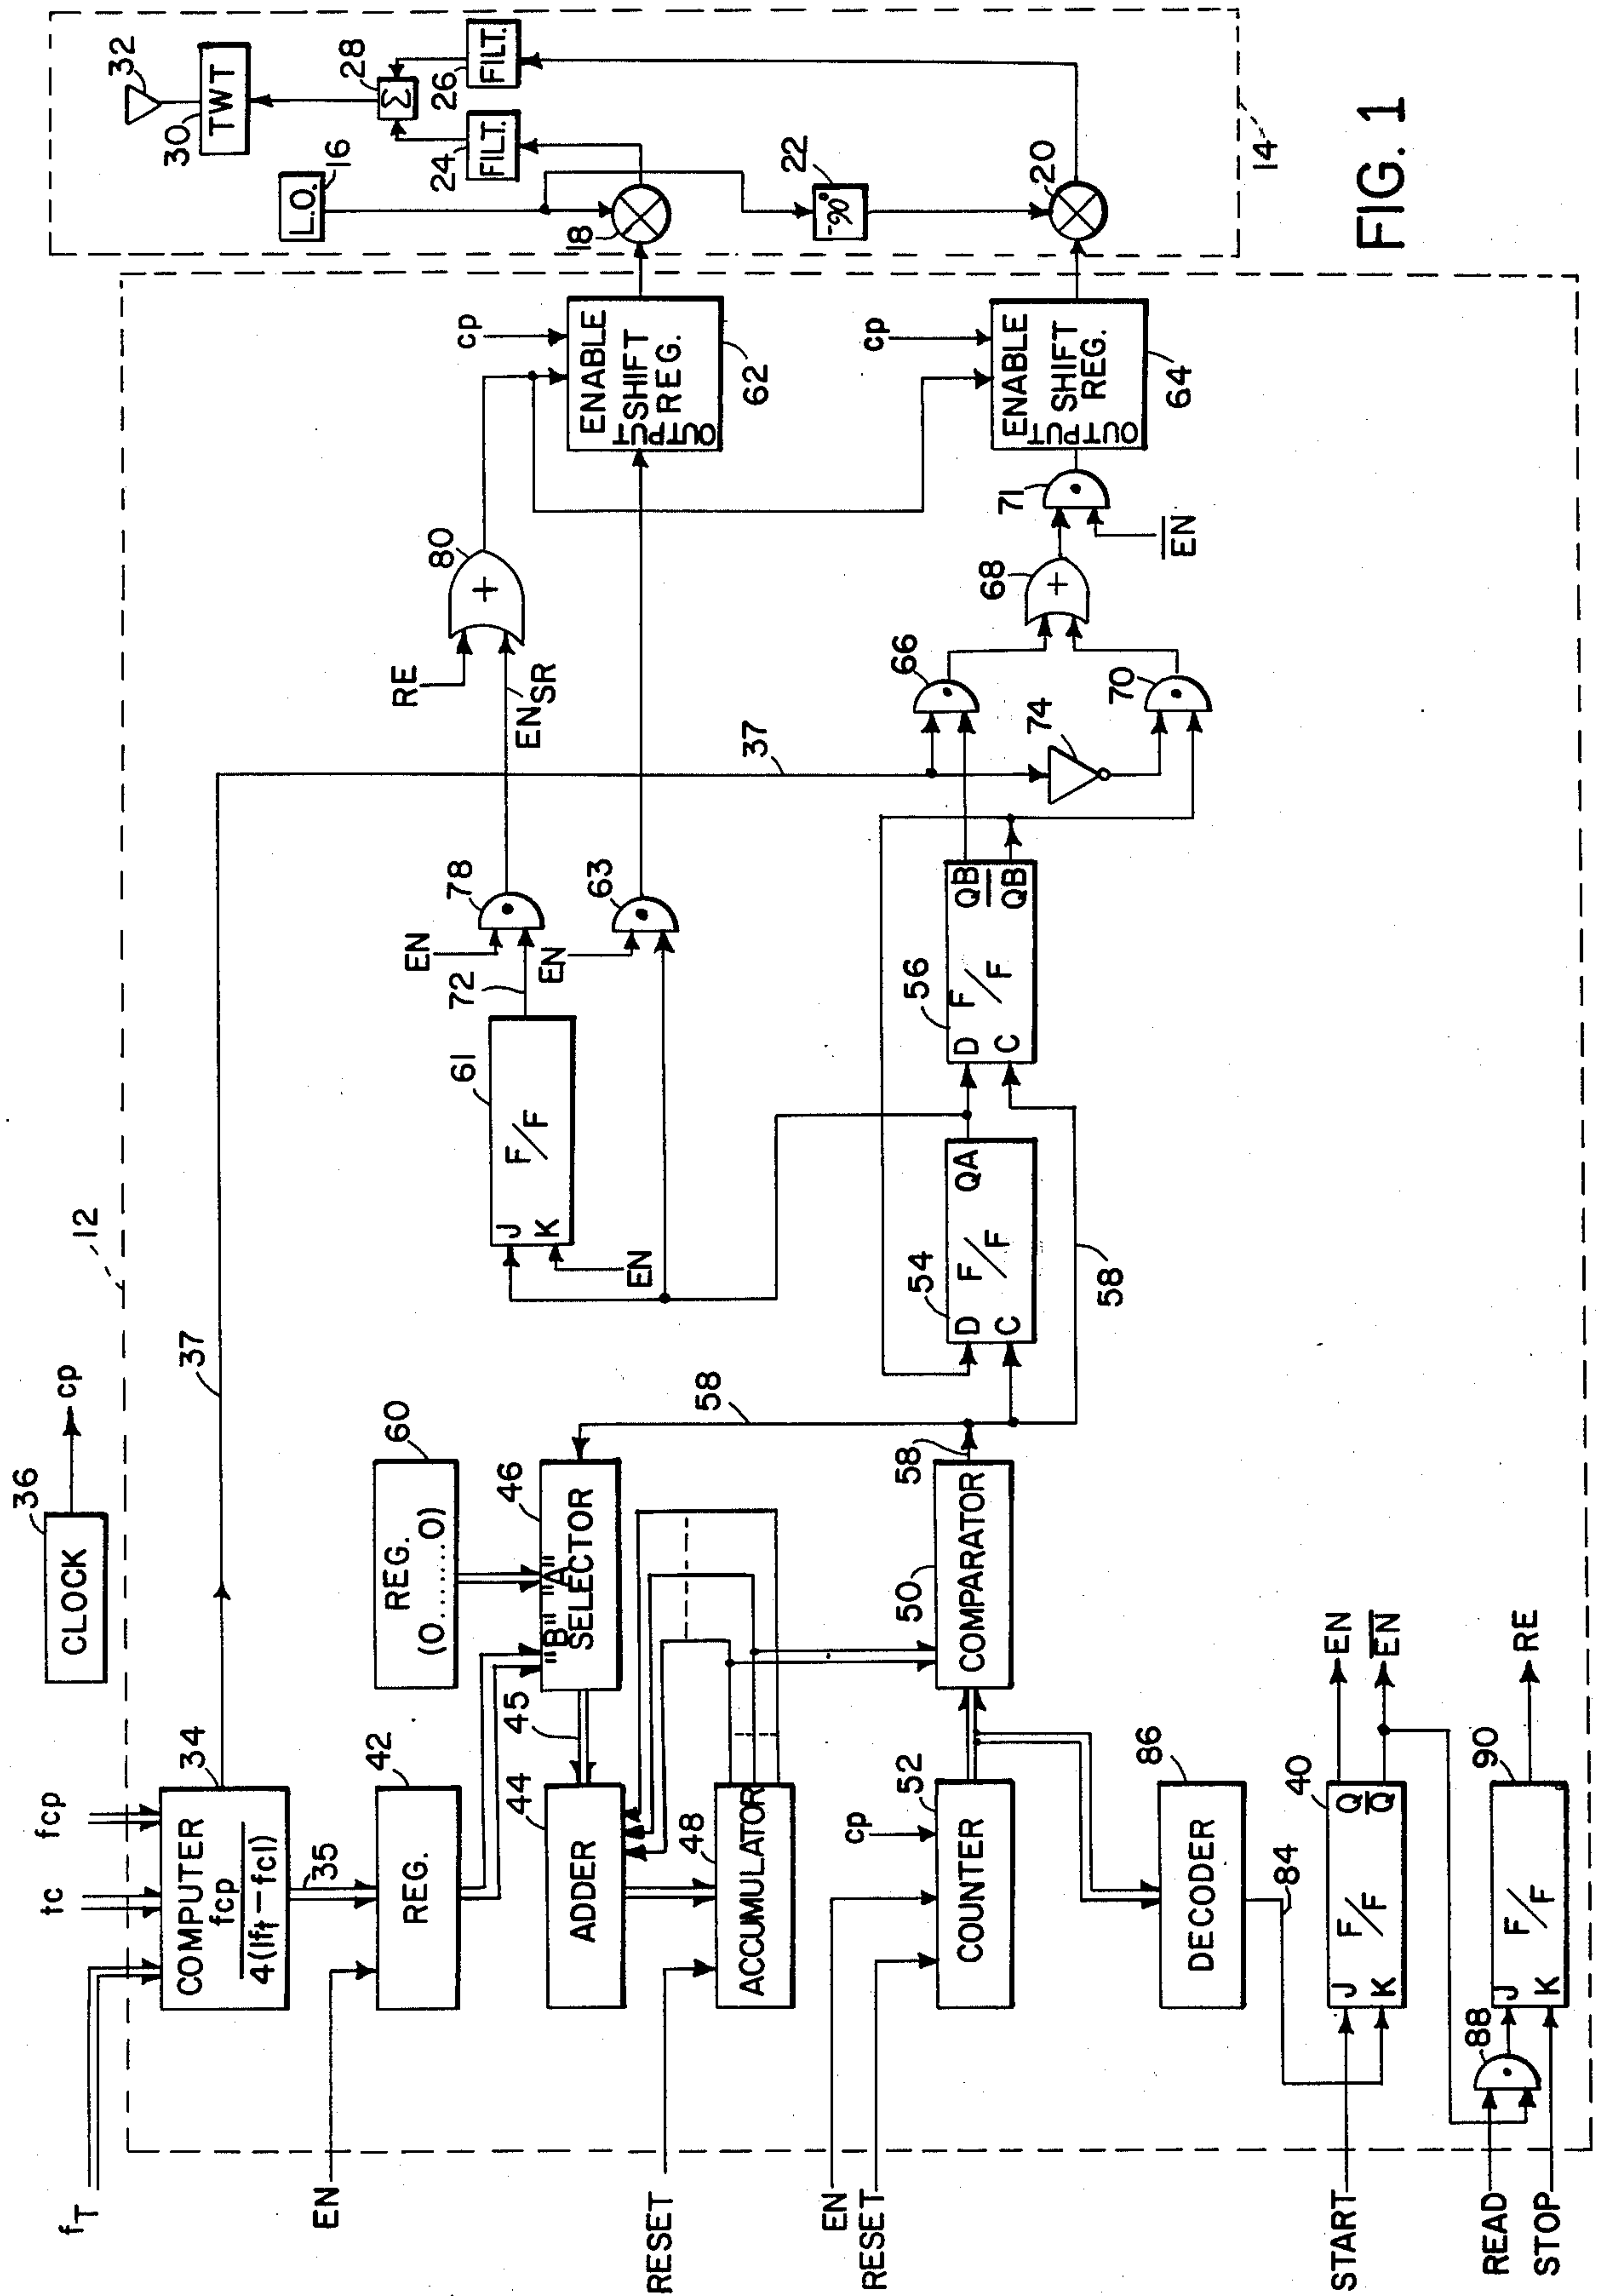 FIG. 1
14
32
30
TWT
28
Σ
26
FILT.
24
FILT.
L.O.
16
18
22
-90°
20
12
cp
ENABLE
SHIFT
REG.
OUTPUT
62
cp
ENABLE
SHIFT
REG.
OUTPUT
64
80
+
RE
ENSR
71
EN
68
+
66
70
74
37
EN
78
72
EN
63
61
F/F
J
K
EN
56
D
C
F/F
QB
QB
54
D
C
F/F
QA
58
37
36
CLOCK
cp
60
REG.
(0......0)
46
"B" "A"
SELECTOR
58
45
50
COMPARATOR
58
fcp
tc
fT
34
COMPUTER
fcp
4(|ft-fc|)
35
42
REG.
EN
44
ADDER
48
ACCUMULATOR
RESET
52
COUNTER
cp
EN
RESET
86
DECODER
84
40
F/F
J
K
Q
Q
EN
EN
START
90
F/F
J
K
RE
88
READ
STOP